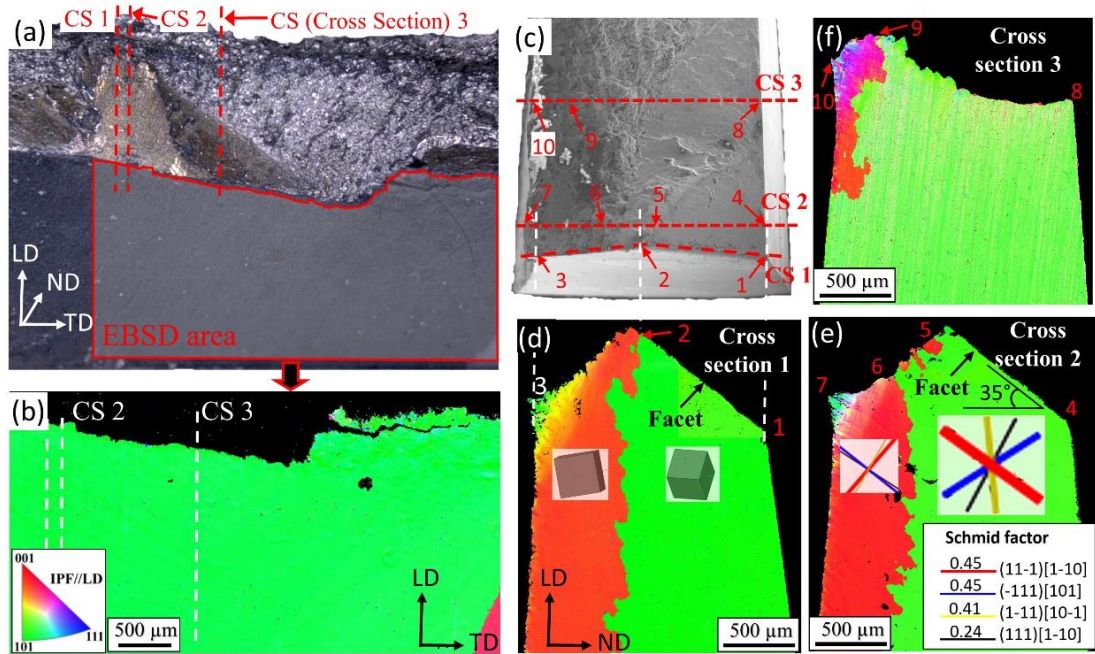 (a)
CS 1
CS 2
CS (Cross Section) 3
LD
ND
TD
EBSD area
(b)
CS 2
CS 3
001
IPF//LD
101
111
500 µm
LD
TD
(c)
CS 3
10
9
8
7
6
5
4
CS 2
3
2
1
CS 1
(d)
2
Cross
section 1
3
Facet
1
LD
ND
500 µm
(f)
9
Cross
section 3
10
8
500 µm
(e)
5
Cross
section 2
6
7
Facet
35°
4
Schmid factor
0.45 (11-1)[1-10]
0.45 (-111)[101]
0.41 (1-11)[10-1]
0.24 (111)[1-10]
500 µm